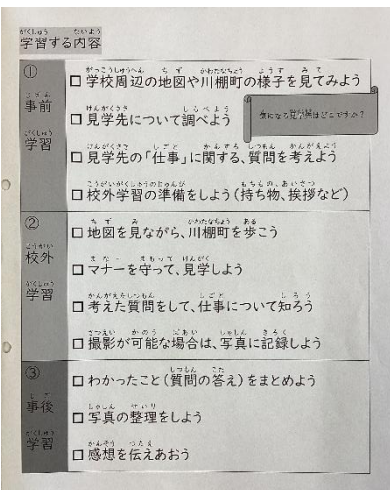 学習する内容
① 事前学習
□ 学校周辺の地図や川棚町の様子を見てみよう
□ 見学先について調べよう
気になる見学先はどこですか？
□ 見学先の「仕事」に関する、質問を考えよう
□ 校外学習の準備をしよう(持ち物、挨拶など)
② 校外学習
□ 地図を見ながら、川棚町を歩こう
□ マナーを守って、見学しよう
□ 考えた質問をして、仕事について知ろう
□ 撮影が可能な場合は、写真に記録しよう
③ 事後学習
□ わかったこと(質問の答え)をまとめよう
□ 写真の整理をしよう
□ 感想を伝えあおう